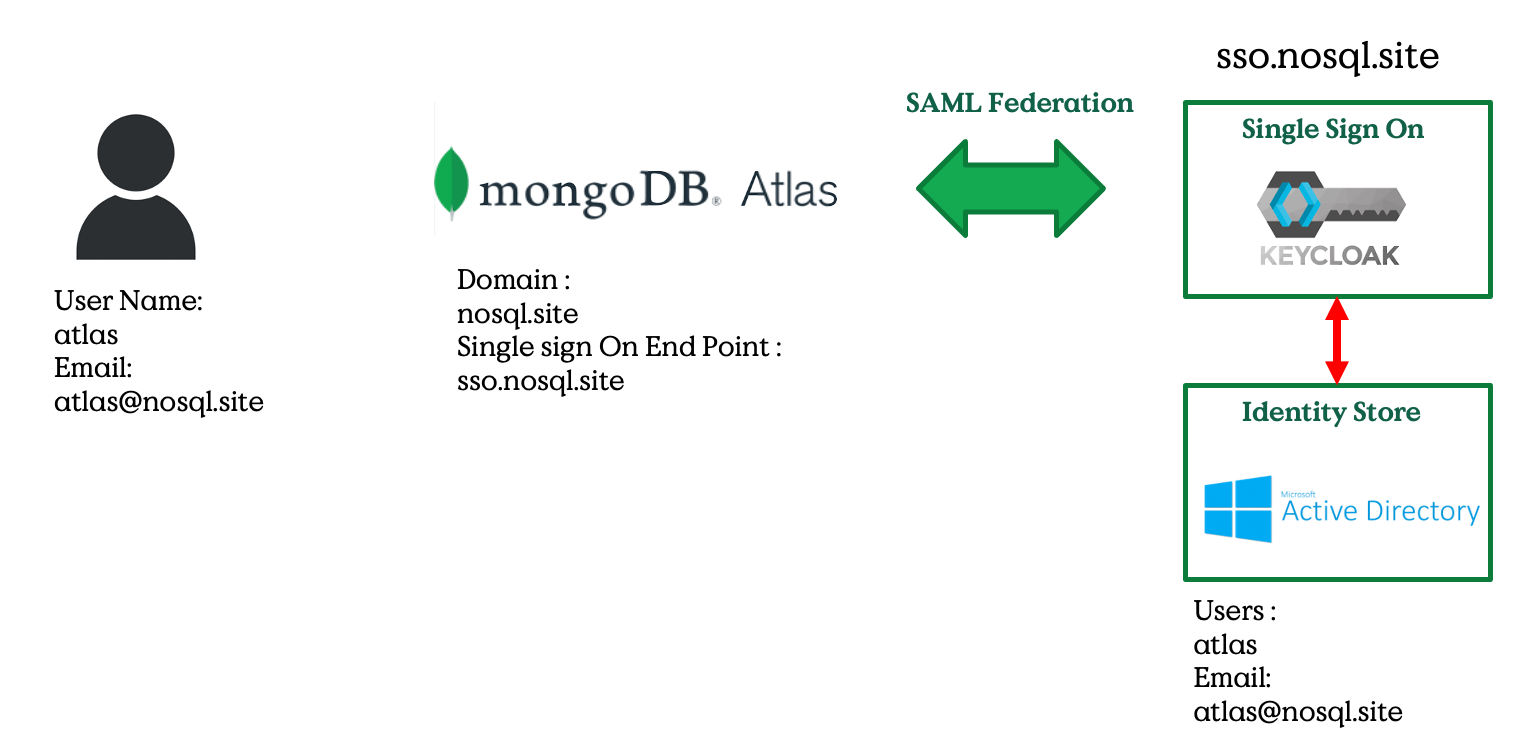 sso.nosql.site
SAML Federation
Single Sign On
mongoDB® Atlas
KEYCLOAK
Domain :
nosql.site
Single sign On End Point :
sso.nosql.site
User Name:
atlas
Email:
atlas@nosql.site
Identity Store
Microsoft
Active Directory
Users :
atlas
Email:
atlas@nosql.site